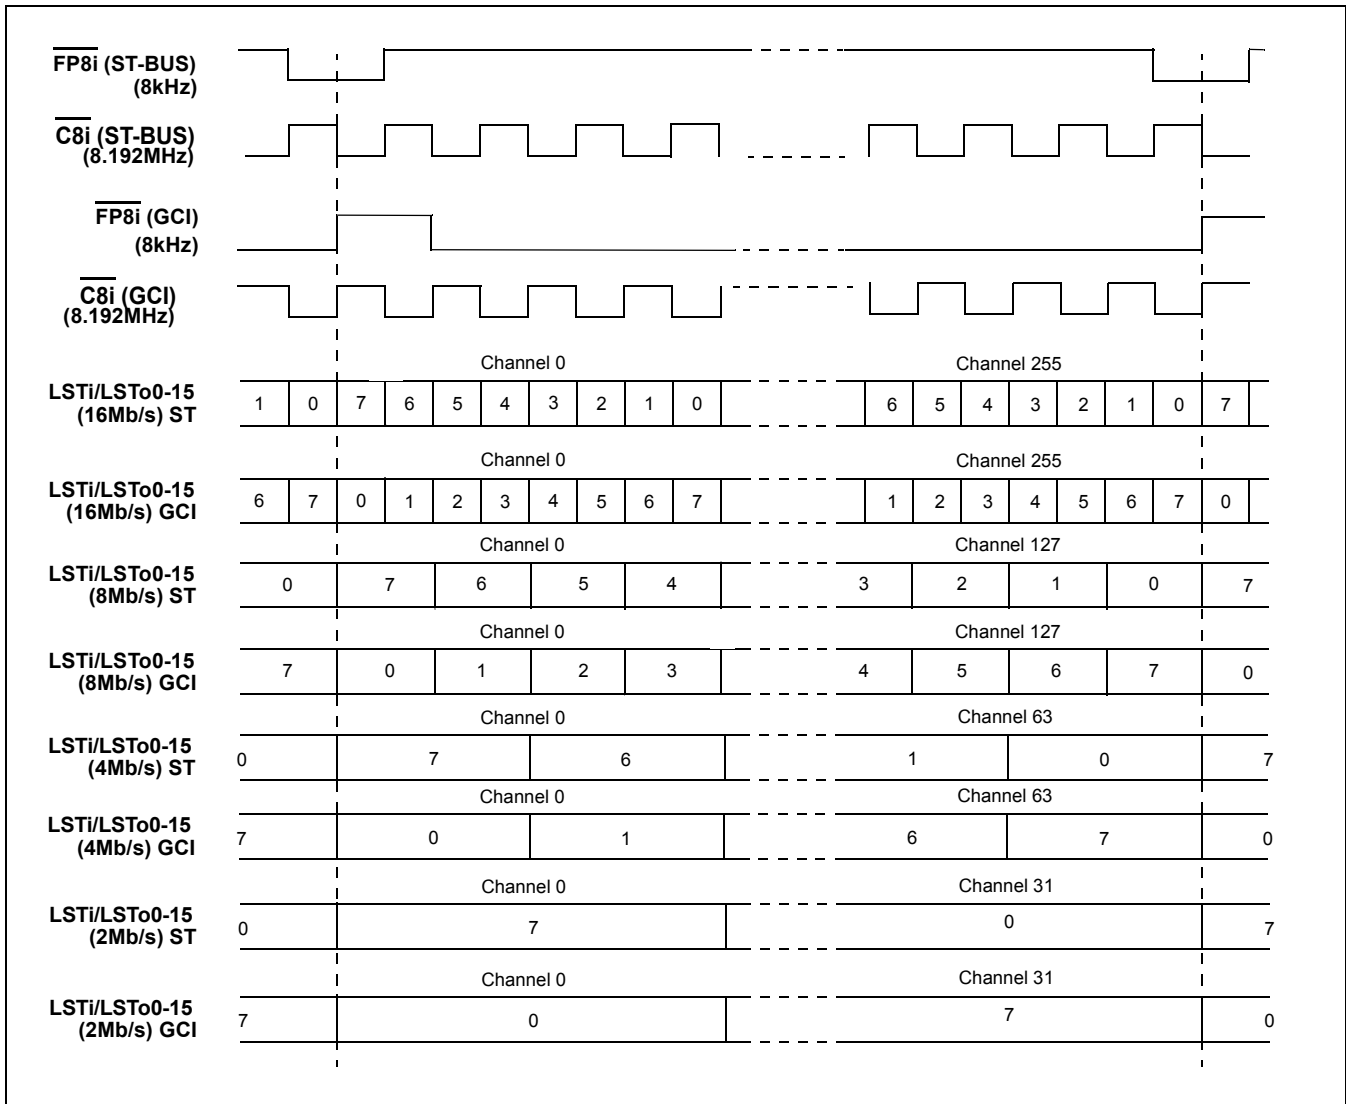 FP8i (ST-BUS)
(8kHz)
C8i (ST-BUS)
(8.192MHz)
FP8i (GCI)
(8kHz)
C8i (GCI)
(8.192MHz)
Channel 0 Channel 255
LSTi/LSTo0-15
(16Mb/s) ST
1 0 7 6 5 4 3 2 1 0 6 5 4 3 2 1 0 7
Channel 0 Channel 255
LSTi/LSTo0-15
(16Mb/s) GCI
6 7 0 1 2 3 4 5 6 7 1 2 3 4 5 6 7 0
Channel 0 Channel 127
LSTi/LSTo0-15
(8Mb/s) ST
0 7 6 5 4 3 2 1 0 7
Channel 0 Channel 127
LSTi/LSTo0-15
(8Mb/s) GCI
7 0 1 2 3 4 5 6 7 0
Channel 0 Channel 63
LSTi/LSTo0-15
(4Mb/s) ST
0 7 6 1 0 7
Channel 0 Channel 63
LSTi/LSTo0-15
(4Mb/s) GCI
7 0 1 6 7 0
Channel 0 Channel 31
LSTi/LSTo0-15
(2Mb/s) ST
0 7 0 7
Channel 0 Channel 31
LSTi/LSTo0-15
(2Mb/s) GCI
7 0 7 0